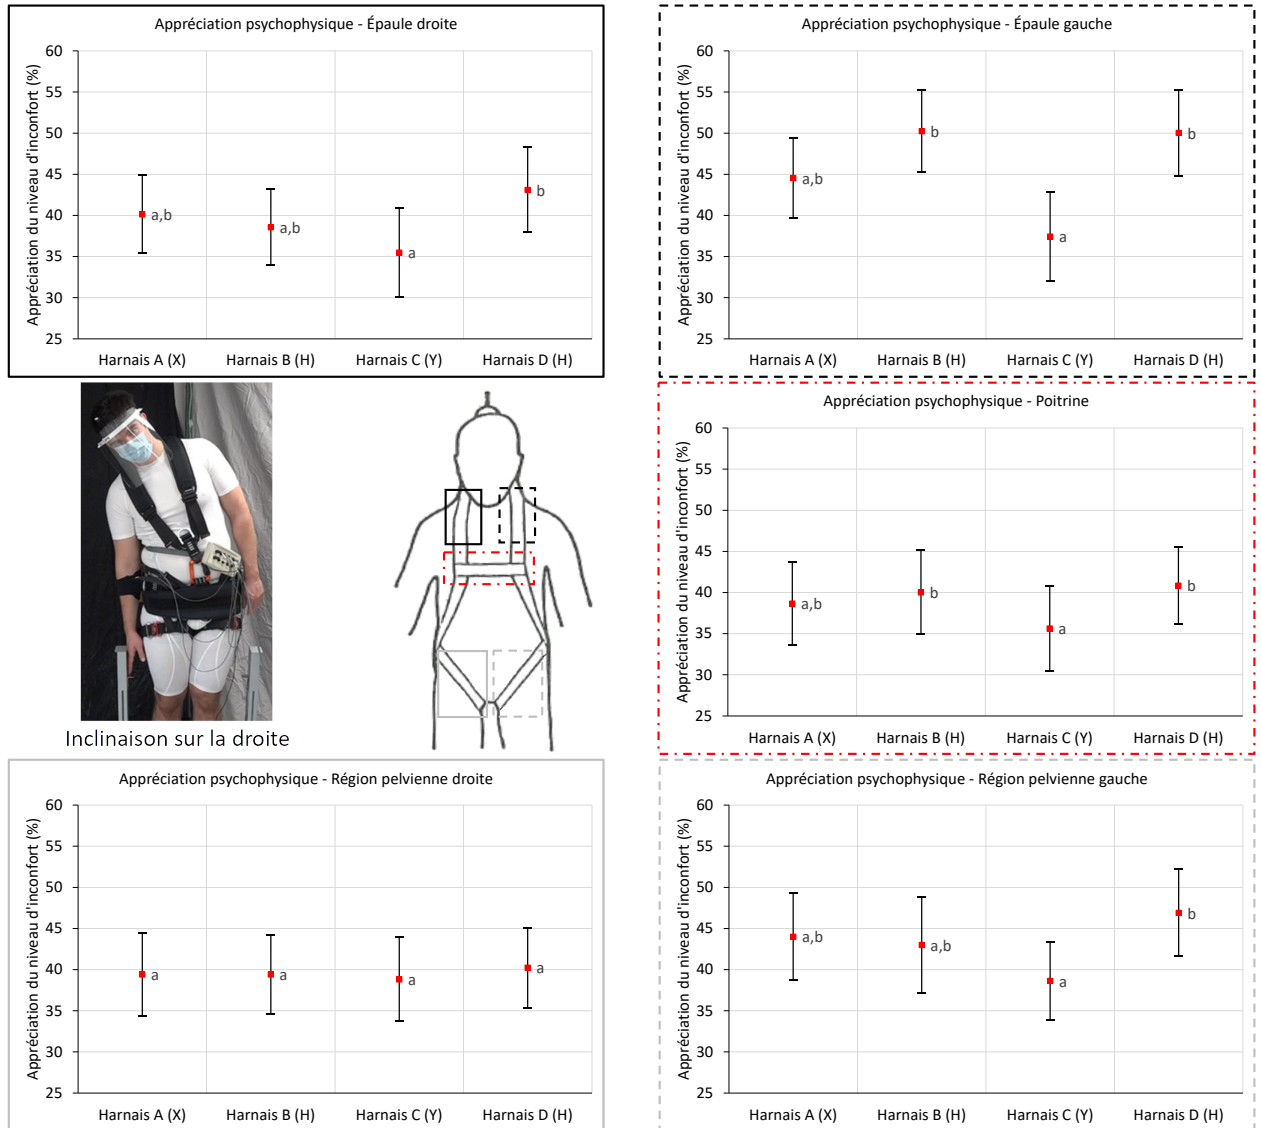 Appréciation psychophysique - Épaule droite
Appréciation du niveau d'inconfort (%)
60
55
50
45
40
35
30
25
a,b
a,b
a
b
Harnais A (X) Harnais B (H) Harnais C (Y) Harnais D (H)
Appréciation psychophysique - Épaule gauche
Appréciation du niveau d'inconfort (%)
60
55
50
45
40
35
30
25
a,b
b
a
b
Harnais A (X) Harnais B (H) Harnais C (Y) Harnais D (H)
Inclinaison sur la droite
Appréciation psychophysique - Poitrine
Appréciation du niveau d'inconfort (%)
60
55
50
45
40
35
30
25
a,b
b
a
b
Harnais A (X) Harnais B (H) Harnais C (Y) Harnais D (H)
Appréciation psychophysique - Région pelvienne droite
Appréciation du niveau d'inconfort (%)
60
55
50
45
40
35
30
25
a
a
a
a
Harnais A (X) Harnais B (H) Harnais C (Y) Harnais D (H)
Appréciation psychophysique - Région pelvienne gauche
Appréciation du niveau d'inconfort (%)
60
55
50
45
40
35
30
25
a,b
a,b
a
b
Harnais A (X) Harnais B (H) Harnais C (Y) Harnais D (H)